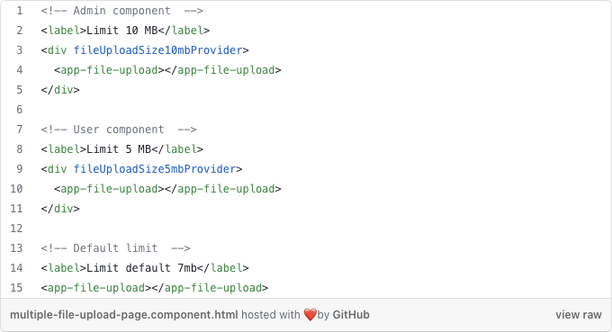 1 <!-- Admin component  -->
2 <label>Limit 10 MB</label>
3 <div fileUploadSize10mbProvider>
4   <app-file-upload></app-file-upload>
5 </div>
6
7 <!-- User component  -->
8 <label>Limit 5 MB</label>
9 <div fileUploadSize5mbProvider>
10   <app-file-upload></app-file-upload>
11 </div>
12
13 <!-- Default limit  -->
14 <label>Limit default 7mb</label>
15 <app-file-upload></app-file-upload>
multiple-file-upload-page.component.html hosted with ❤️by GitHub view raw